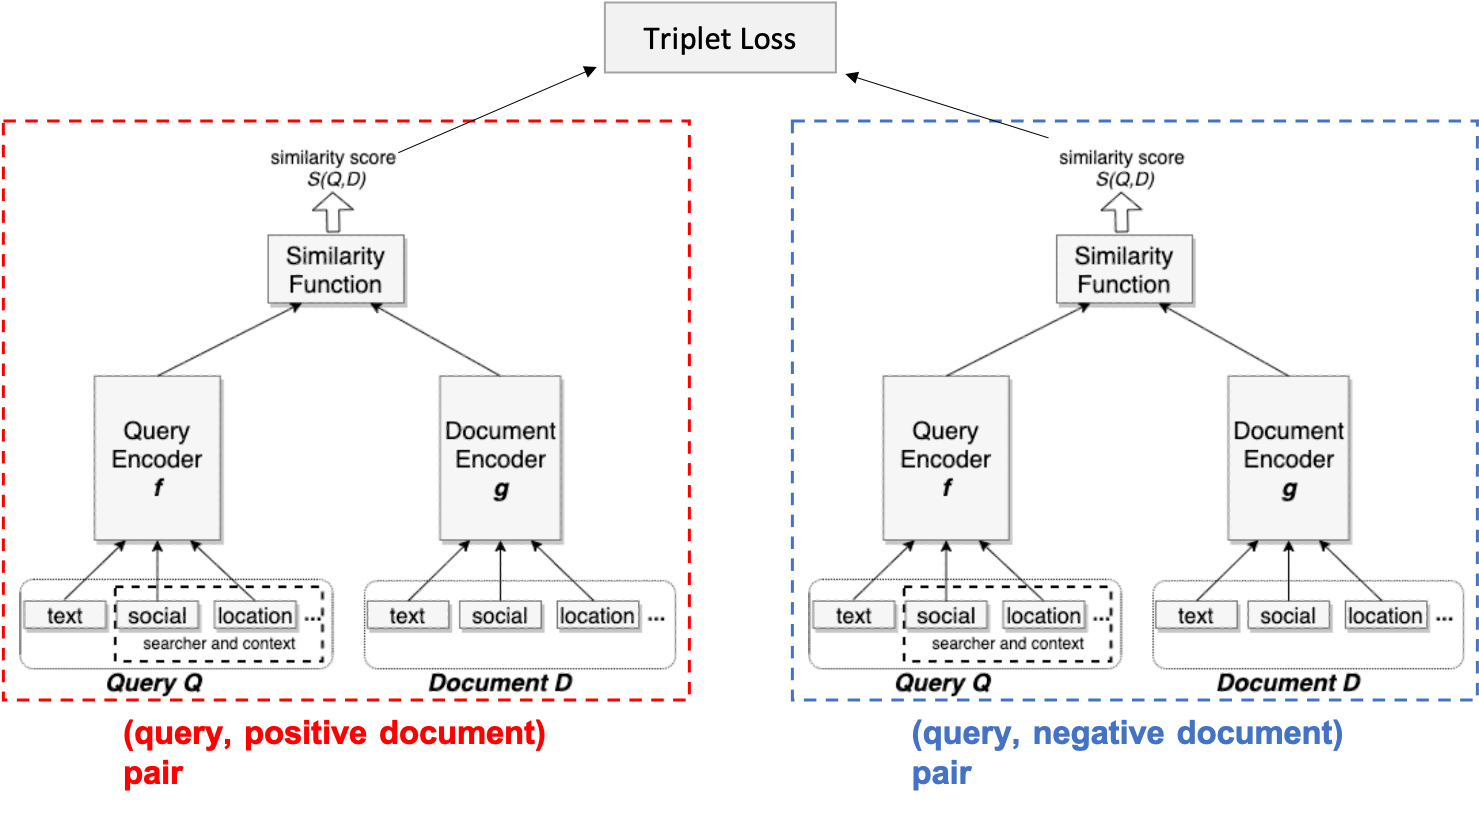 Triplet Loss
similarity score
S(Q,D)
Similarity
Function
Query
Encoder
f
Document
Encoder
g
text
social
location
...
searcher and context
text
social
location
...
Query Q
Document D
(query, positive document)
pair
similarity score
S(Q,D)
Similarity
Function
Query
Encoder
f
Document
Encoder
g
text
social
location
...
searcher and context
text
social
location
...
Query Q
Document D
(query, negative document)
pair